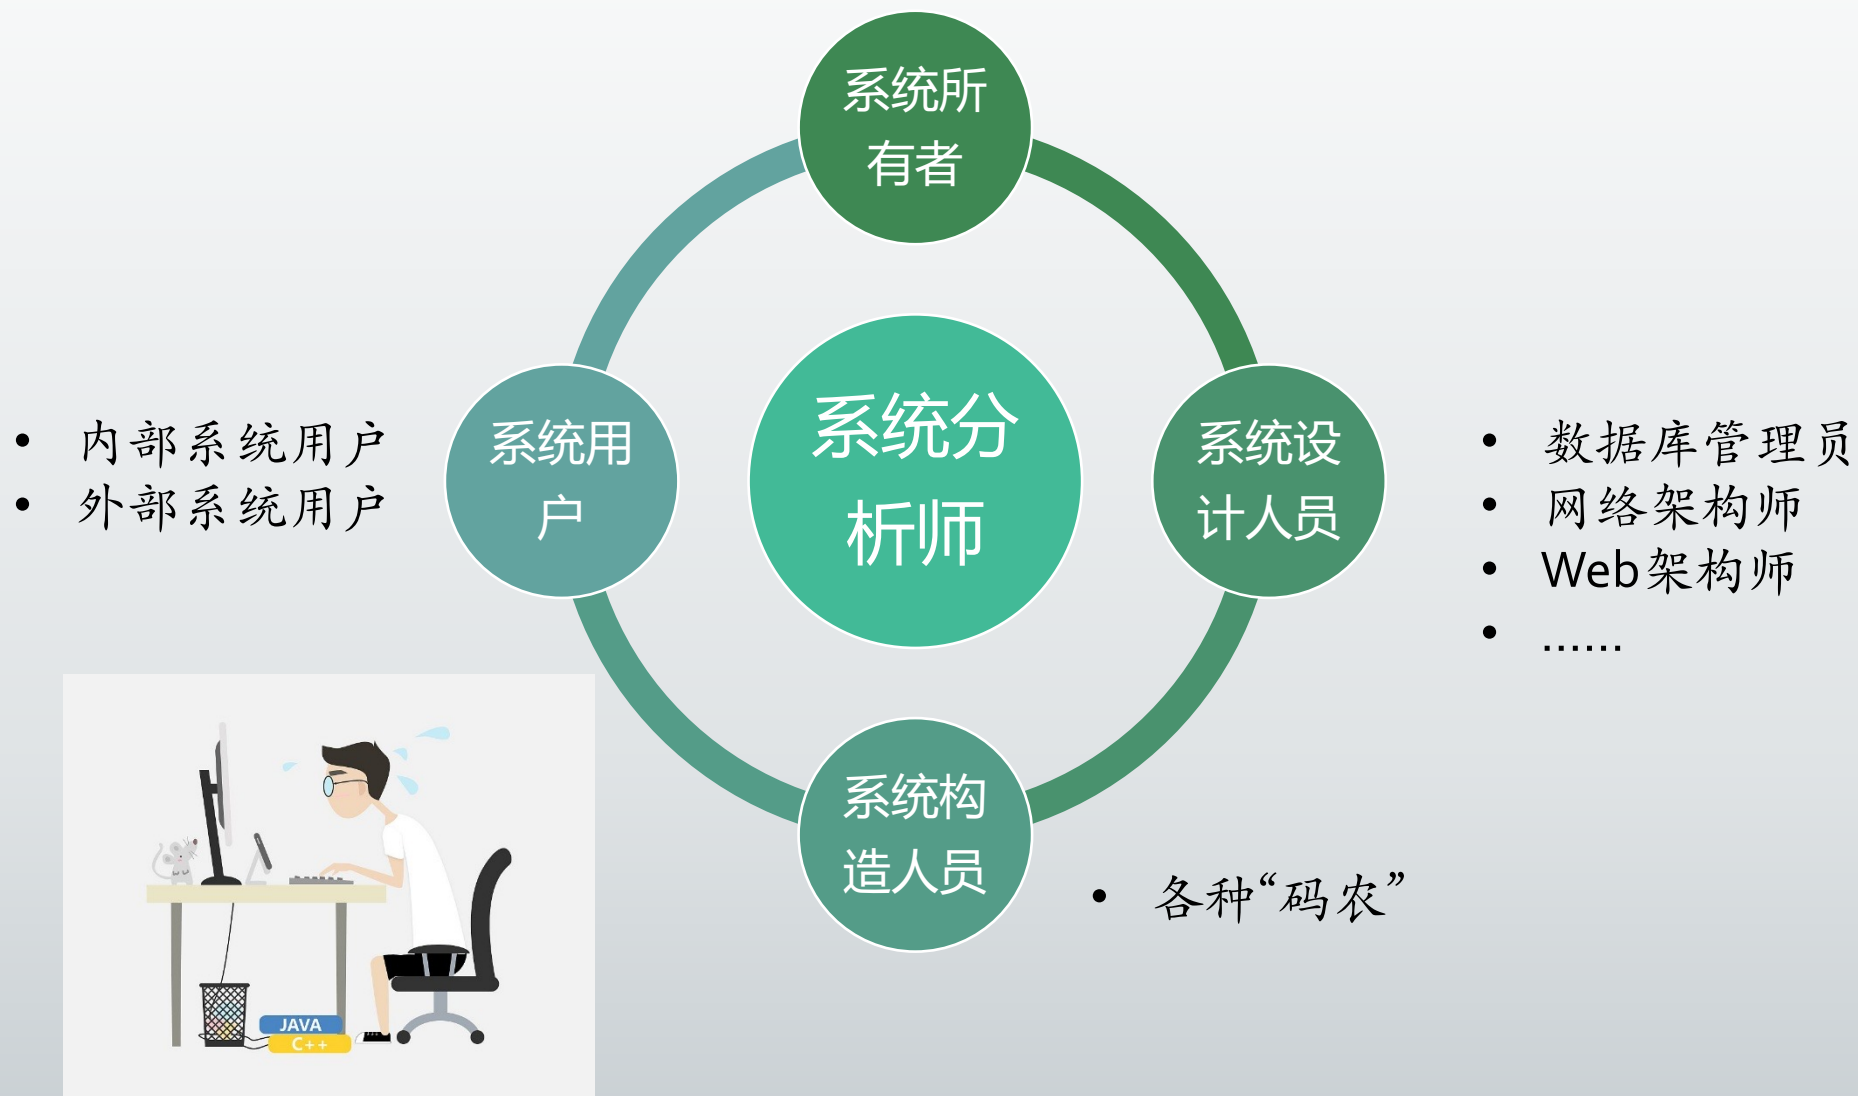 系统所
有者
系统分
析师
系统用
户
系统设
计人员
系统构
造人员
• 内部系统用户
• 外部系统用户
• 数据库管理员
• 网络架构师
• Web架构师
• ......
• 各种“码农”
JAVA
C++